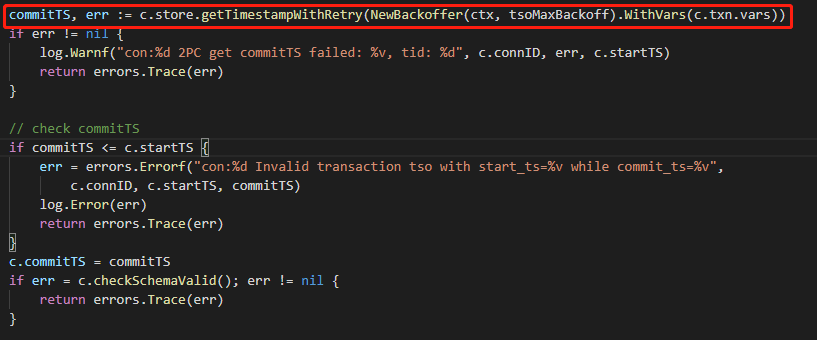 commitTS, err := c.store.getTimestampWithRetry(NewBackoffer(ctx, tsoMaxBackoff).WithVars(c.txn.vars))
if err != nil {
    log.Warnf("con:%d 2PC get commitTS failed: %v, tid: %d", c.connID, err, c.startTS)
    return errors.Trace(err)
}

// check commitTS
if commitTS <= c.startTS {
    err = errors.Errorf("con:%d Invalid transaction tso with start_ts=%v while commit_ts=%v",
        c.connID, c.startTS, commitTS)
    log.Error(err)
    return errors.Trace(err)
}
c.commitTS = commitTS
if err = c.checkSchemaValid(); err != nil {
    return errors.Trace(err)
}